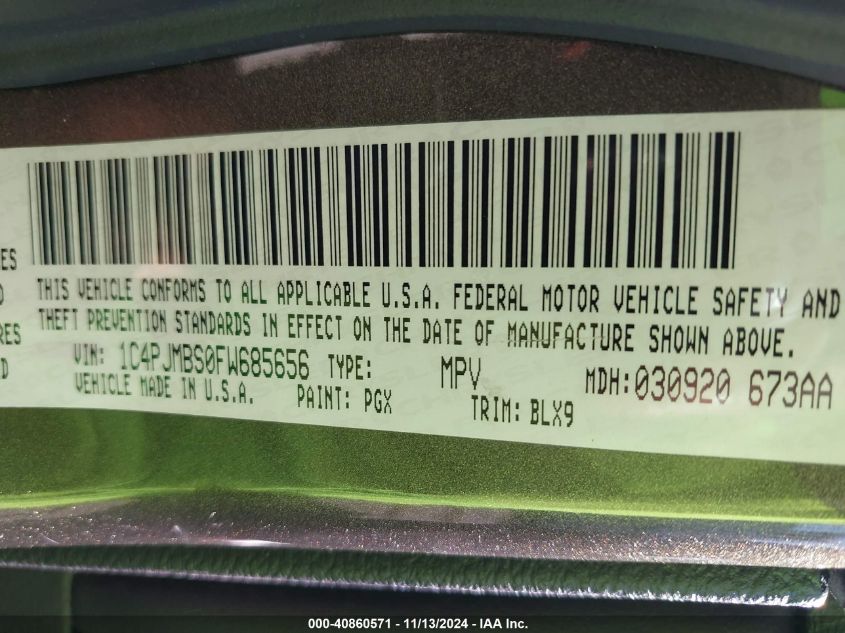 ES
THIS VEHICLE CONFORMS TO ALL APPLICABLE U.S.A. FEDERAL MOTOR VEHICLE SAFETY AND
THEFT PREVENTION STANDARDS IN EFFECT ON THE DATE OF MANUFACTURE SHOWN ABOVE.
RES
D
VIN: 1C4PJMBS0FW685656 TYPE: MPV MDH:030920 673AA
VEHICLE MADE IN U.S.A. PAINT: PGX TRIM: BLX9
000-40860571 | 11/13/2024 - IAA Inc.